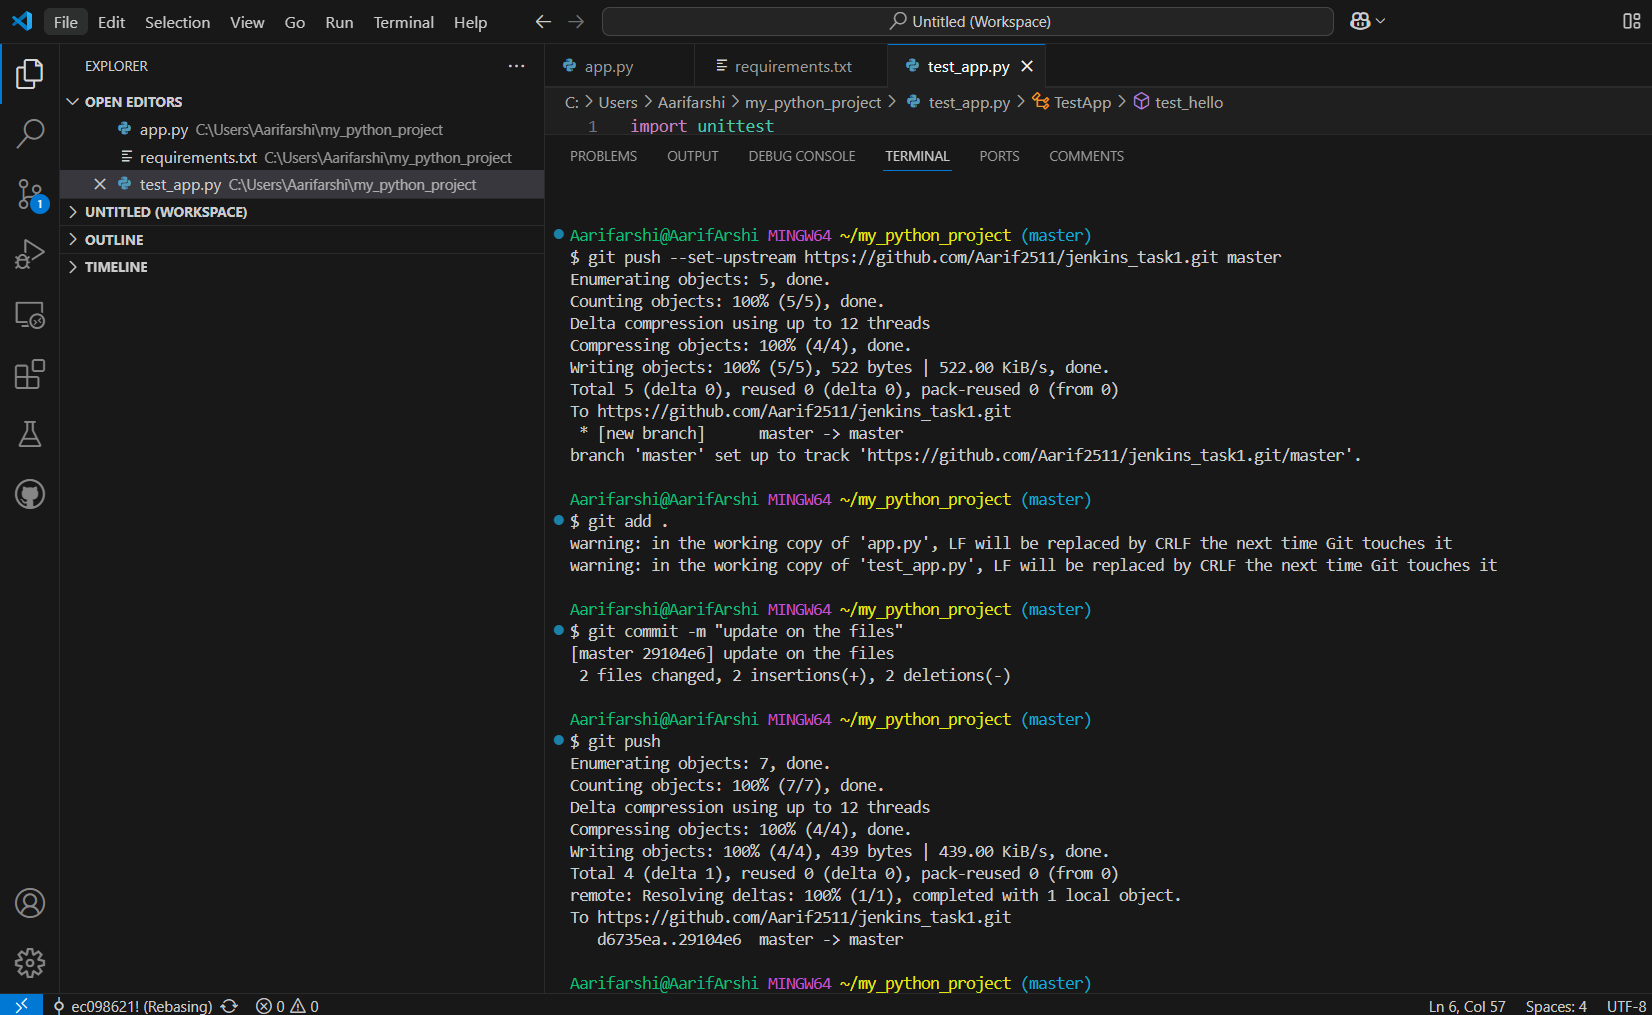 File Edit Selection View Go Run Terminal Help
Untitled (Workspace)
EXPLORER
OPEN EDITORS
app.py C:\Users\Aarifarshi\my_python_project
requirements.txt C:\Users\Aarifarshi\my_python_project
test_app.py C:\Users\Aarifarshi\my_python_project
UNTITLED (WORKSPACE)
OUTLINE
TIMELINE
1
app.py requirements.txt test_app.py
C: > Users > Aarifarshi > my_python_project > test_app.py > TestApp > test_hello
1 import unittest
PROBLEMS OUTPUT DEBUG CONSOLE TERMINAL PORTS COMMENTS
Aarifarshi@AarifArshi MINGW64 ~/my_python_project (master)
$ git push --set-upstream https://github.com/Aarif2511/jenkins_task1.git master
Enumerating objects: 5, done.
Counting objects: 100% (5/5), done.
Delta compression using up to 12 threads
Compressing objects: 100% (4/4), done.
Writing objects: 100% (5/5), 522 bytes | 522.00 KiB/s, done.
Total 5 (delta 0), reused 0 (delta 0), pack-reused 0 (from 0)
To https://github.com/Aarif2511/jenkins_task1.git
* [new branch]      master -> master
branch 'master' set up to track 'https://github.com/Aarif2511/jenkins_task1.git/master'.
Aarifarshi@AarifArshi MINGW64 ~/my_python_project (master)
$ git add .
warning: in the working copy of 'app.py', LF will be replaced by CRLF the next time Git touches it
warning: in the working copy of 'test_app.py', LF will be replaced by CRLF the next time Git touches it
Aarifarshi@AarifArshi MINGW64 ~/my_python_project (master)
$ git commit -m "update on the files"
[master 29104e6] update on the files
2 files changed, 2 insertions(+), 2 deletions(-)
Aarifarshi@AarifArshi MINGW64 ~/my_python_project (master)
$ git push
Enumerating objects: 7, done.
Counting objects: 100% (7/7), done.
Delta compression using up to 12 threads
Compressing objects: 100% (4/4), done.
Writing objects: 100% (4/4), 439 bytes | 439.00 KiB/s, done.
Total 4 (delta 1), reused 0 (delta 0), pack-reused 0 (from 0)
remote: Resolving deltas: 100% (1/1), completed with 1 local object.
To https://github.com/Aarif2511/jenkins_task1.git
d6735ea..29104e6  master -> master
Aarifarshi@AarifArshi MINGW64 ~/my_python_project (master)
ec098621! (Rebasing) 0 0 Ln 6, Col 57 Spaces: 4 UTF-8